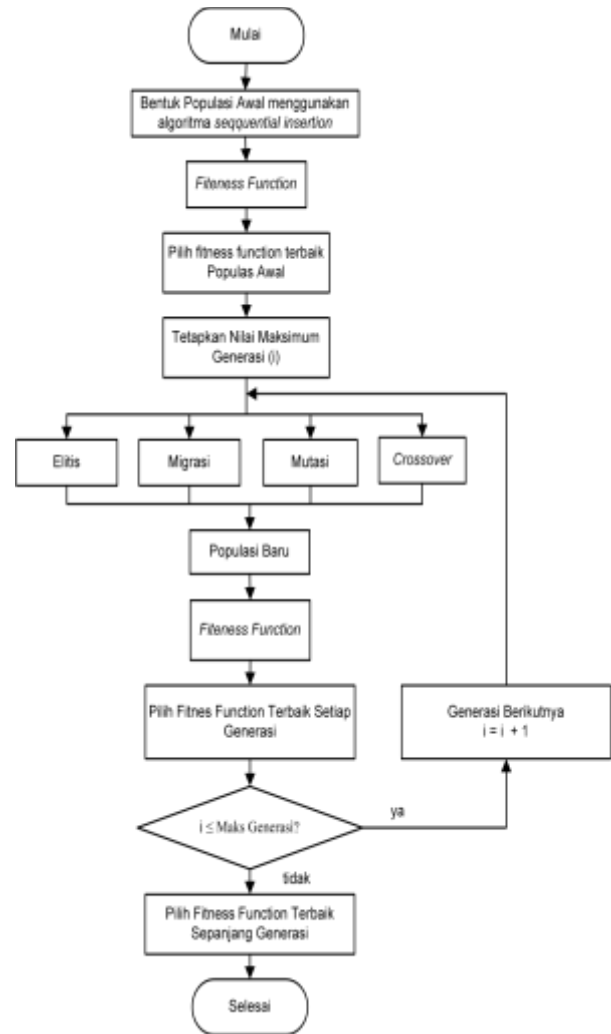 Mulai
Bentuk Populasi Awal menggunakan
algoritma seqquential insertion
Fiteness Function
Pilih fitness function terbaik
Populas Awal
Tetapkan Nilai Maksimum
Generasi (i)
Elitis
Migrasi
Mutasi
Crossover
Populasi Baru
Fiteness Function
Pilih Fitnes Function Terbaik Setiap
Generasi
Generasi Berikutnya
i = i + 1
i ≤ Maks Generasi?
ya
tidak
Pilih Fitness Function Terbaik
Sepanjang Generasi
Selesai